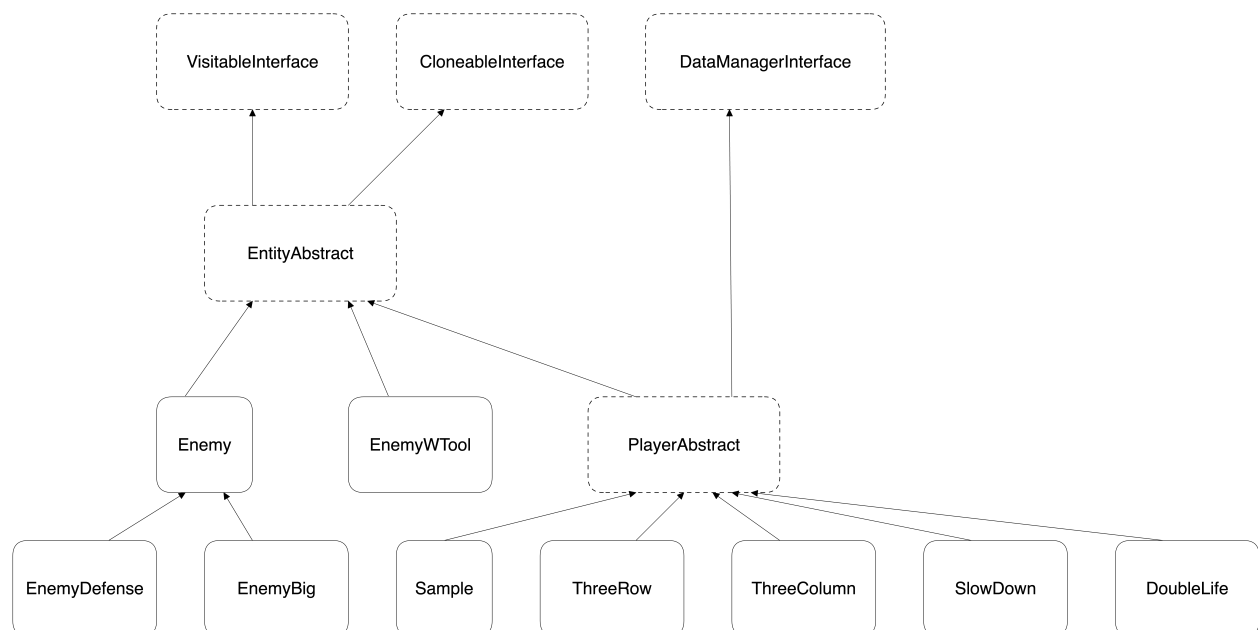 VisitableInterface
CloneableInterface
DataManagerInterface
EntityAbstract
Enemy
EnemyWTool
PlayerAbstract
EnemyDefense
EnemyBig
Sample
ThreeRow
ThreeColumn
SlowDown
DoubleLife